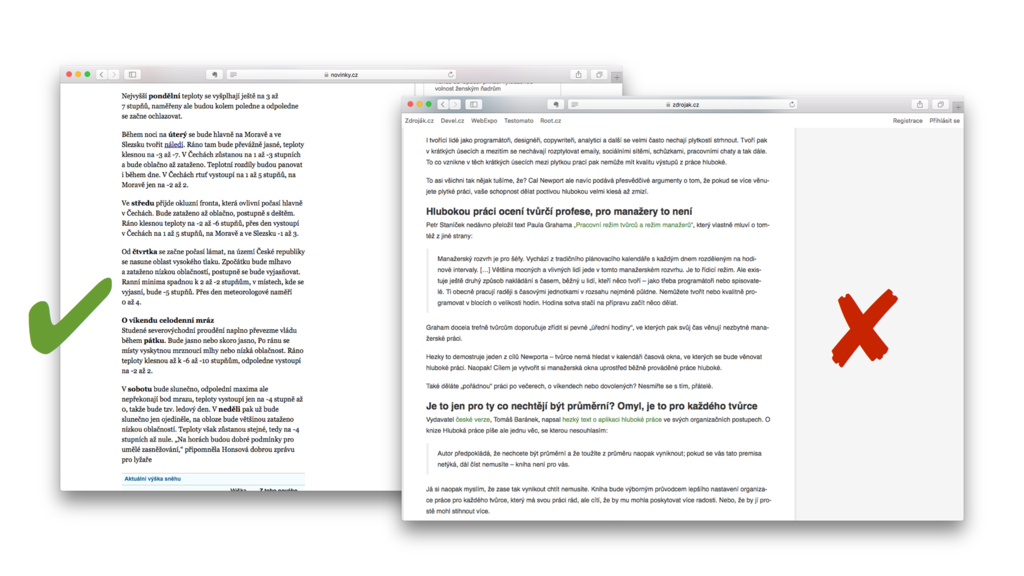 novinky.cz
volnost ženským ňadrům
Nejvyšší pondělní teploty se vyšplhají ještě na 3 až
7 stupňů, naměřeny ale budou kolem poledne a odpoledne
se začne ochlazovat.
Během noci na úterý se bude hlavně na Moravě a ve
Slezsku tvořit náledí. Ráno tam bude převážně jasné, teploty
klesnou na -3 až -7. V Čechách zůstanou na 1 až -3 stupních
a bude oblačno až zataženo. Teplotní rozdíly budou panovat
i během dne. V Čechách rtuť vystoupí na 1 až 5 stupňů, na
Moravě jen na -2 až 2.
Ve středu přijde okluzní fronta, která ovlivní počasí hlavně
v Čechách. Bude zataženo až oblačno, postupně s deštěm.
Ráno klesnou teploty na -2 až -6 stupňů, přes den vystoupí
v Čechách na 1 až 5 stupňů, na Moravě a ve Slezsku -1 až 3.
Od čtvrtka se začne počasí lámat, na území České republiky
se nasune oblast vysokého tlaku. Zpočátku bude mlhavo
a zataženo nízkou oblačností, postupně se bude vyjasňovat.
Ranní minima spadnou k 2 až -2 stupňům, v místech, kde se
vyjasní, bude -5 stupňů. Přes den meteorologové naměří
0 až 4.
O víkendu celodenní mráz
Studené severovýchodní proudění naplno převezme vládu
během pátku. Bude jasno nebo skoro jasno, Po ránu se
místy vyskytnou mrznoucí mlhy nebo nízká oblačnost. Ráno
teploty klesnou až k -6 až -10 stupňům, odpoledne vystoupí
na -2 až 2.
V sobotu bude slunečno, odpolední maxima ale
nepřekonají bod mrazu, teploty vystoupí jen na -4 stupně až
0, takže bude tzv. ledový den. V neděli pak už bude
slunečno jen ojediněle, na obloze bude většinou zataženo
nízkou oblačností. Teploty však zůstanou stejné, tedy na -4
stupních až nule. „Na horách budou dobré podmínky pro
umělé zasněžování,“ připomněla Honsová dobrou zprávu
pro lyžaře
Aktuální výška sněhu
zdrojak.cz
Zdroják.cz Devel.cz WebExpo Testomato Root.cz Registrace Přihlásit se
I tvořící lidé jako programátoři, designéři, copywriteři, analytici a další se velmi často nechají plytkostí strhnout. Tvoří pak
v krátkých úsecích a mezitím se nechávají rozptylovat emaily, sociálními sítěmi, schůzkami, pracovními chaty a tak dále.
To co vznikne v těch krátkých úsecích mezi plytkou prací pak nemůže mít kvalitu výstupů z práce hluboké.
To asi všichni tak nějak tušíme, že? Cal Newport ale navíc podává přesvědčivé argumenty o tom, že pokud se více věnu-
jete plytké práci, vaše schopnost dělat poctivou hlubokou velmi klesá až zmizí.
Hlubokou práci ocení tvůrčí profese, pro manažery to není
Petr Staníček nedávno přeložil text Paula Grahama „Pracovní režim tvůrců a režim manažerů“, který vlastně mluví o tom-
též z jiné strany:
Manažerský rozvrh je pro šéfy. Vychází z tradičního plánovacího kalendáře s každým dnem rozděleným na hodi-
nové intervaly. [...] Většina mocných a vlivných lidí jede v tomto manažerském rozvrhu. Je to řídicí režim. Ale exis-
tuje ještě druhý způsob nakládání s časem, běžný u lidí, kteří něco tvoří – jako třeba programátorů nebo spisovate-
lé. Ti obecně pracují raději s časovými jednotkami v rozsahu nejméně půldne. Nemůžete tvořit nebo kvalitně pro-
gramovat v blocích o velikosti hodin. Hodina sotva stačí na přípravu začít něco dělat.
Graham docela trefně tvůrcům doporučuje zřídit si pevné „úřední hodiny“, ve kterých pak svůj čas věnují nezbytné mana-
žerské práci.
Hezky to demostruje jeden z cílů Newporta – tvůrce nemá hledat v kalendáři časová okna, ve kterých se bude věnovat
hluboké práci. Naopak! Cílem je vytvořit si manažerská okna uprostřed běžně prováděné práce hluboké.
Také děláte „pořádnou“ práci po večerech, o víkendech nebo dovolených? Nesmiřte se s tím, přátelé.
Je to jen pro ty co nechtějí být průměrní? Omyl, je to pro každého tvůrce
Vydavatel české verze, Tomáš Baránek, napsal hezký text o aplikaci hluboké práce ve svých organizačních postupech. O
knize Hluboká práce píše ale jednu věc, se kterou nesouhlasím:
Autor předpokládá, že nechcete být průměrní a že toužíte z průměru naopak vyniknout; pokud se vás tato premisa
netýká, dál číst nemusíte – kniha není pro vás.
Já si naopak myslím, že zase tak vyniknout chtít nemusíte. Kniha bude výborným průvodcem lepšího nastavení organiza-
ce práce pro každého tvůrce, který má svou práci rád, ale cítí, že by mu mohla poskytovat více radosti. Nebo, že by jí pro-
stě mohl stihnout více.